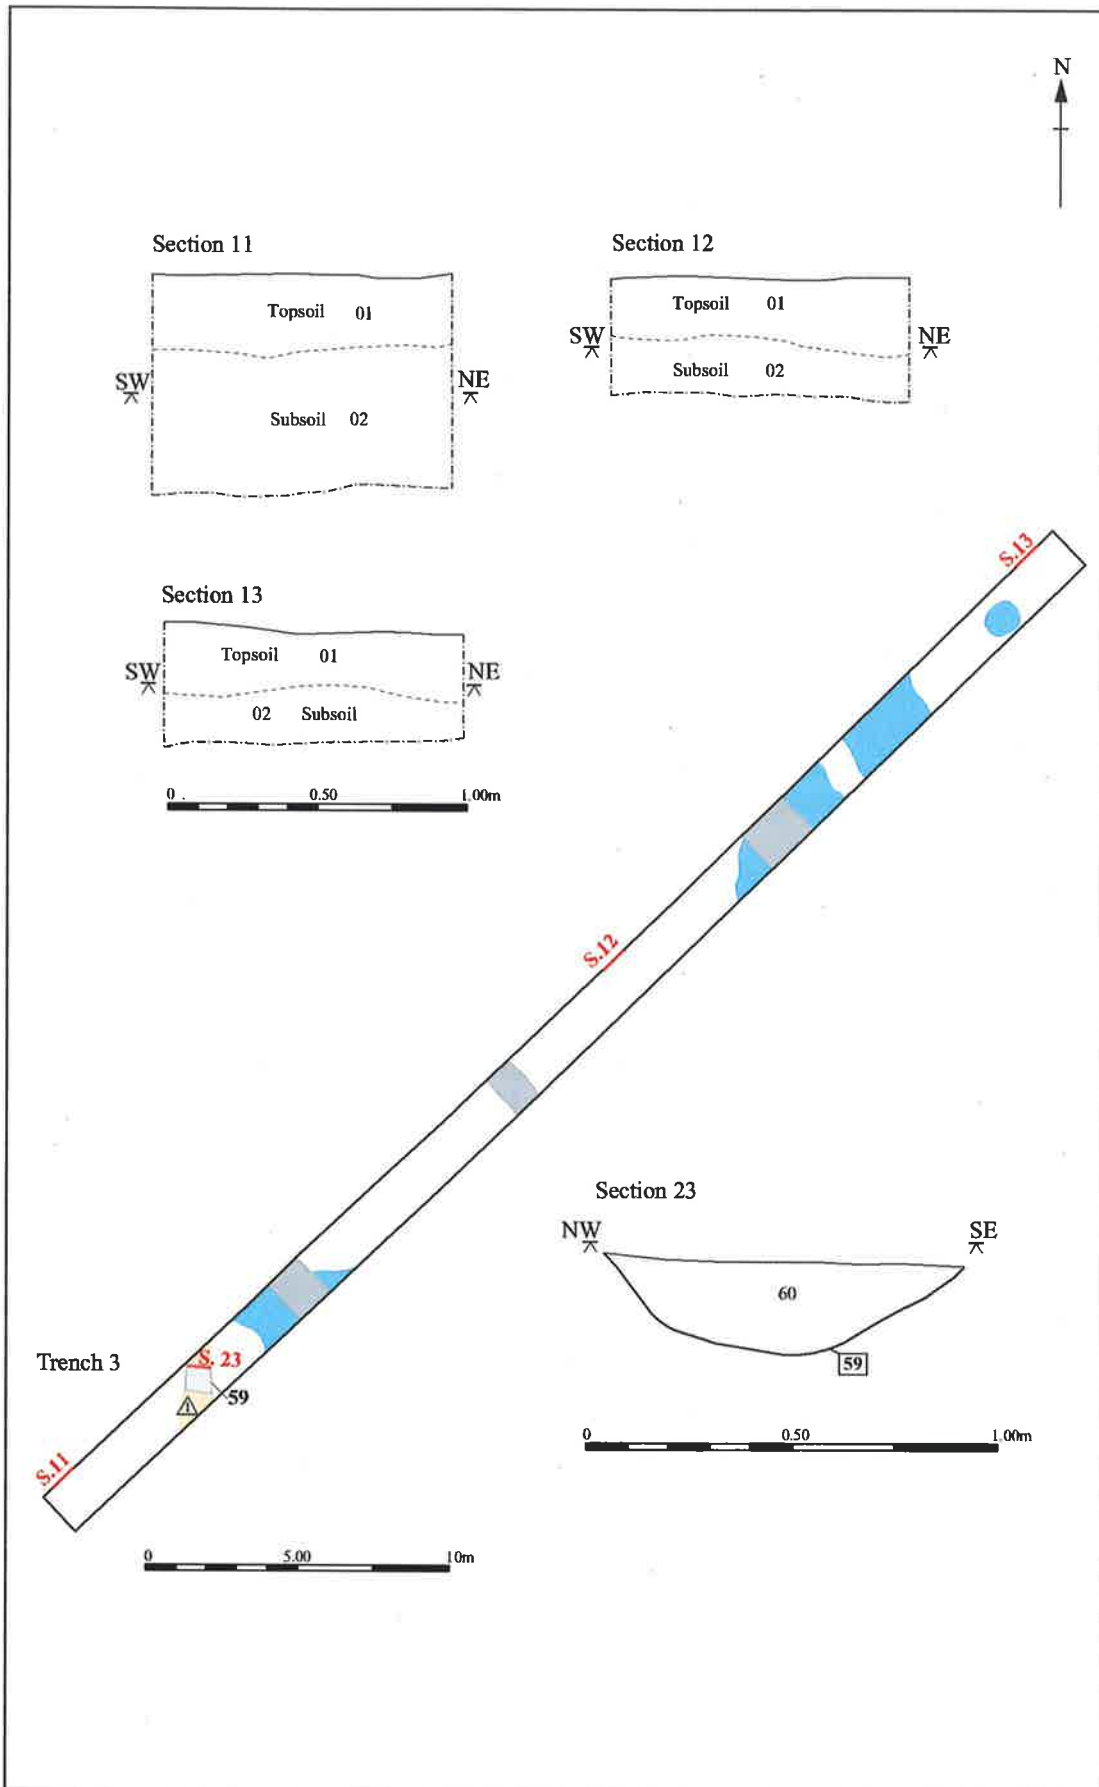 N
Section 11
Topsoil 01
SW NE
Subsoil 02
Section 12
Topsoil 01
SW NE
Subsoil 02
Section 13
Topsoil 01
SW NE
02 Subsoil
0 0.50 1.00m
S.13
S.12
Section 23
NW SE
60
59
0 0.50 1.00m
Trench 3
S. 23
59
S.11
0 5.00 10m